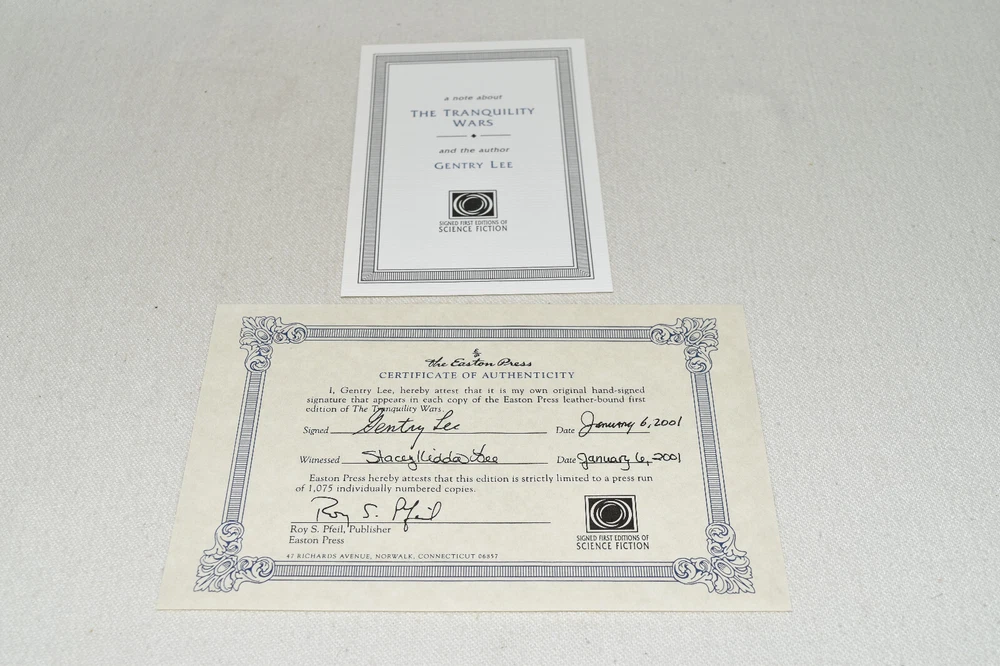 a note about
THE TRANQUILITY
WARS
and the author
GENTRY LEE
SIGNED FIRST EDITIONS OF
SCIENCE FICTION
The Easton Press
CERTIFICATE OF AUTHENTICITY
I, Gentry Lee, hereby attest that it is my own original hand-signed
signature that appears in each copy of the Easton Press leather-bound first
edition of The Tranquility Wars.
Signed Gentry Lee Date January 6, 2001
Witnessed Stacey Lee Date January 6, 2001
Easton Press hereby attests that this edition is strictly limited to a press run
of 1,075 individually numbered copies.
Roy S. Pfeil
Roy S. Pfeil, Publisher
Easton Press
SIGNED FIRST EDITIONS OF
SCIENCE FICTION
47 RICHARDS AVENUE, NORWALK, CONNECTICUT 06857